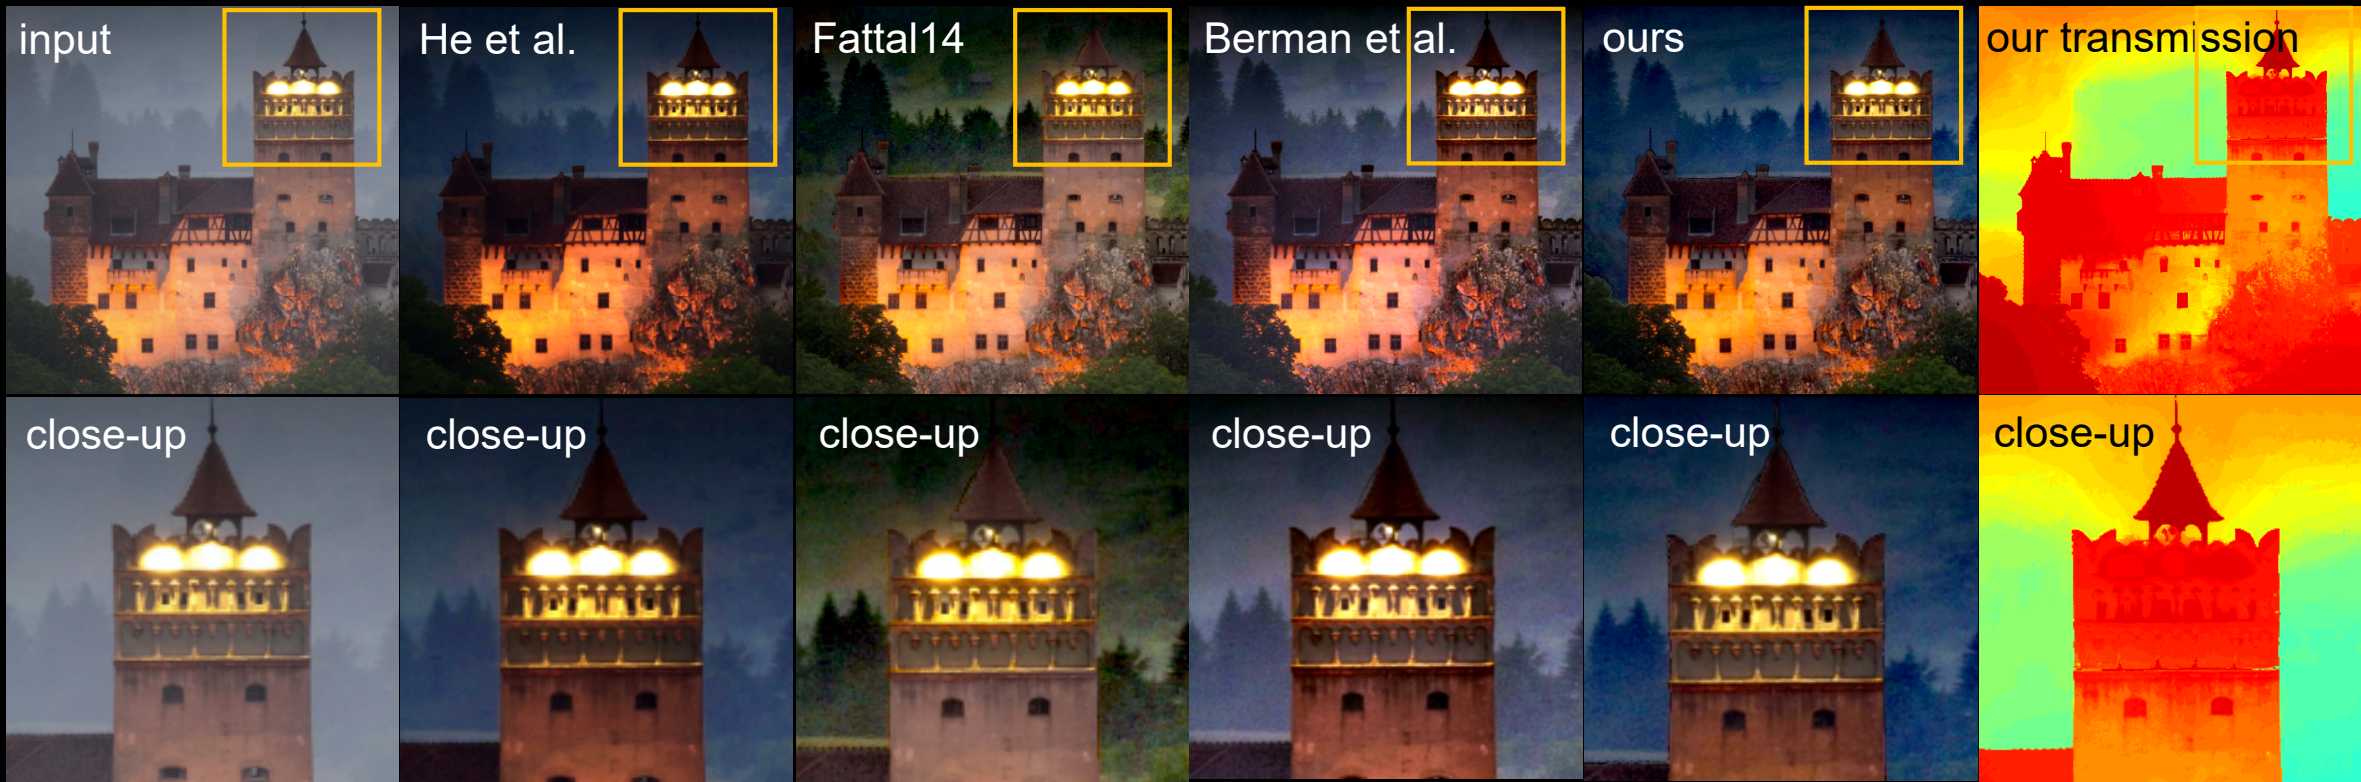 input
He et al.
Fattal14
Berman et al.
ours
our transmission
close-up
close-up
close-up
close-up
close-up
close-up